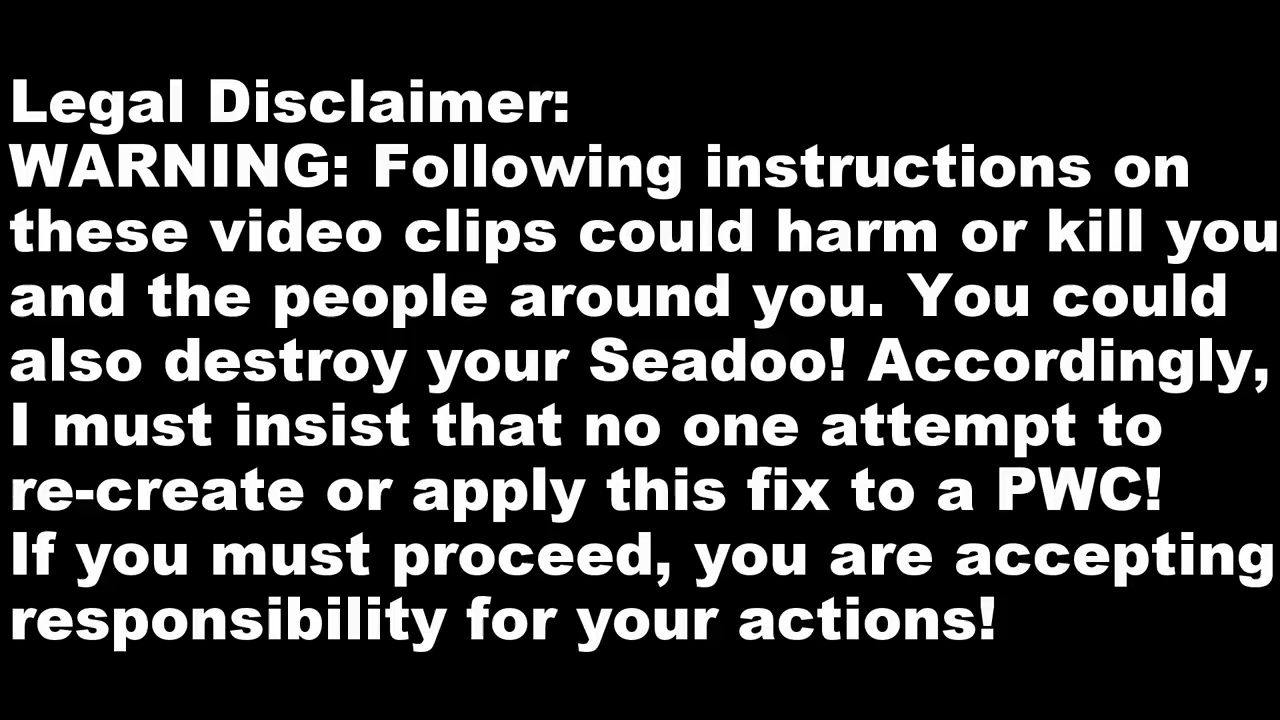 Legal Disclaimer:
WARNING: Following instructions on
these video clips could harm or kill you
and the people around you. You could
also destroy your Seadoo! Accordingly,
I must insist that no one attempt to
re-create or apply this fix to a PWC!
If you must proceed, you are accepting
responsibility for your actions!